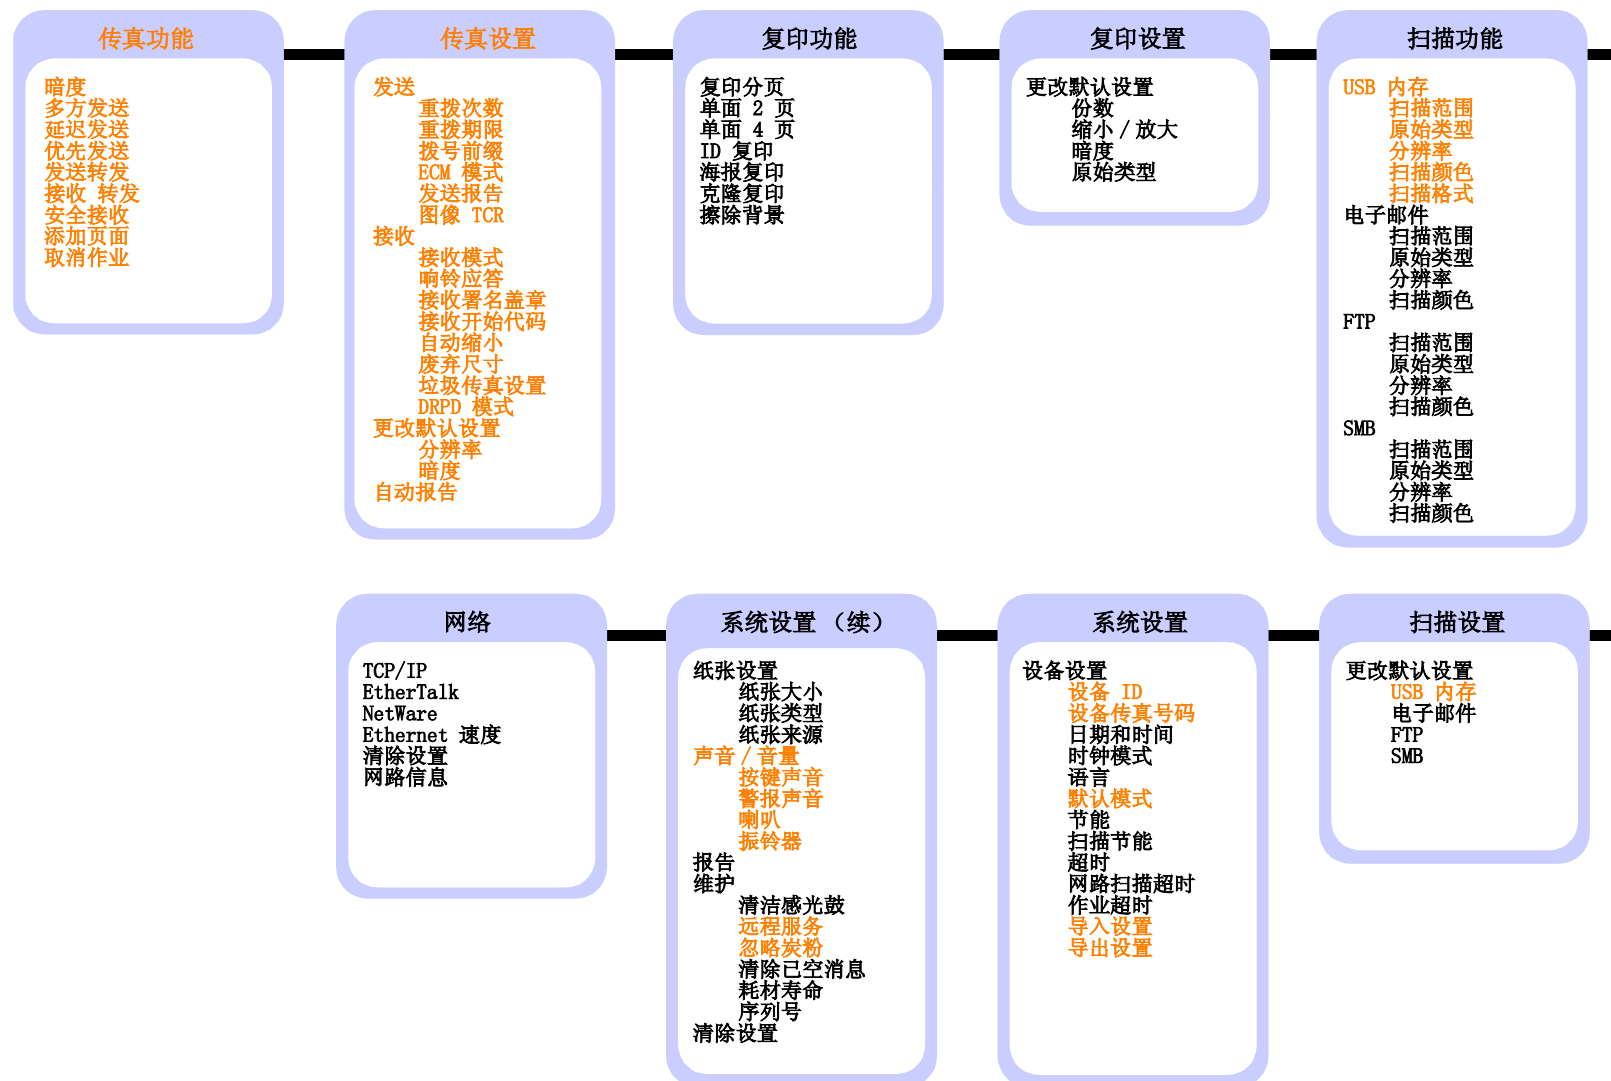 传真功能
暗度
多方发送
延迟发送
优先发送
发送转发
接收 转发
安全接收
添加页面
取消作业
传真设置
发送
重拨次数
重拨期限
拨号前缀
ECM 模式
发送报告
图像 TCR
接收
接收模式
响铃应答
接收署名盖章
接收开始代码
自动缩小
废弃尺寸
垃圾传真设置
DRPD 模式
更改默认设置
分辨率
暗度
自动报告
复印功能
复印分页
单面 2 页
单面 4 页
ID 复印
海报复印
克隆复印
擦除背景
复印设置
更改默认设置
份数
缩小/放大
暗度
原始类型
扫描功能
USB 内存
扫描范围
原始类型
分辨率
扫描颜色
扫描格式
电子邮件
扫描范围
原始类型
分辨率
扫描颜色
FTP
扫描范围
原始类型
分辨率
扫描颜色
SMB
扫描范围
原始类型
分辨率
扫描颜色
网络
TCP/IP
EtherTalk
NetWare
Ethernet 速度
清除设置
网路信息
系统设置（续）
纸张设置
纸张大小
纸张类型
纸张来源
声音/音量
按键声音
警报声音
喇叭
振铃器
报告
维护
清洁感光鼓
远程服务
忽略炭粉
清除已空消息
耗材寿命
序列号
清除设置
系统设置
设备设置
设备 ID
设备传真号码
日期和时间
时钟模式
语言
默认模式
节能
扫描节能
超时
网路扫描超时
作业超时
导入设置
导出设置
扫描设置
更改默认设置
USB 内存
电子邮件
FTP
SMB